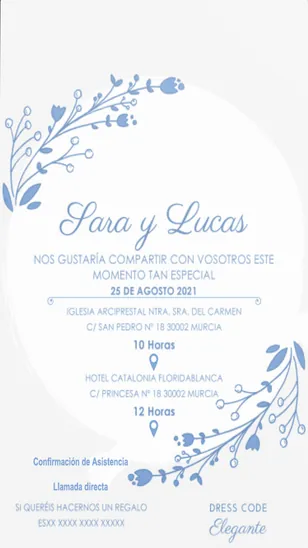 Sara y Lucas
NOS GUSTARÍA COMPARTIR CON VOSOTROS ESTE
MOMENTO TAN ESPECIAL
25 DE AGOSTO 2021
IGLESIA ARCIPRESTAL NTRA, SRA. DEL CARMEN
C/ SAN PEDRO Nº 18 30002 MURCIA
10 Horas
HOTEL CATALONIA FLORIDABLANCA
C/ PRINCESA Nº 18 30002 MURCIA
12 Horas
Confirmación de Asistencia
Llamada directa
SI QUERÉIS HACERNOS UN REGALO
ESXX XXXX XXXX XXXXX
DRESS CODE
Elegante